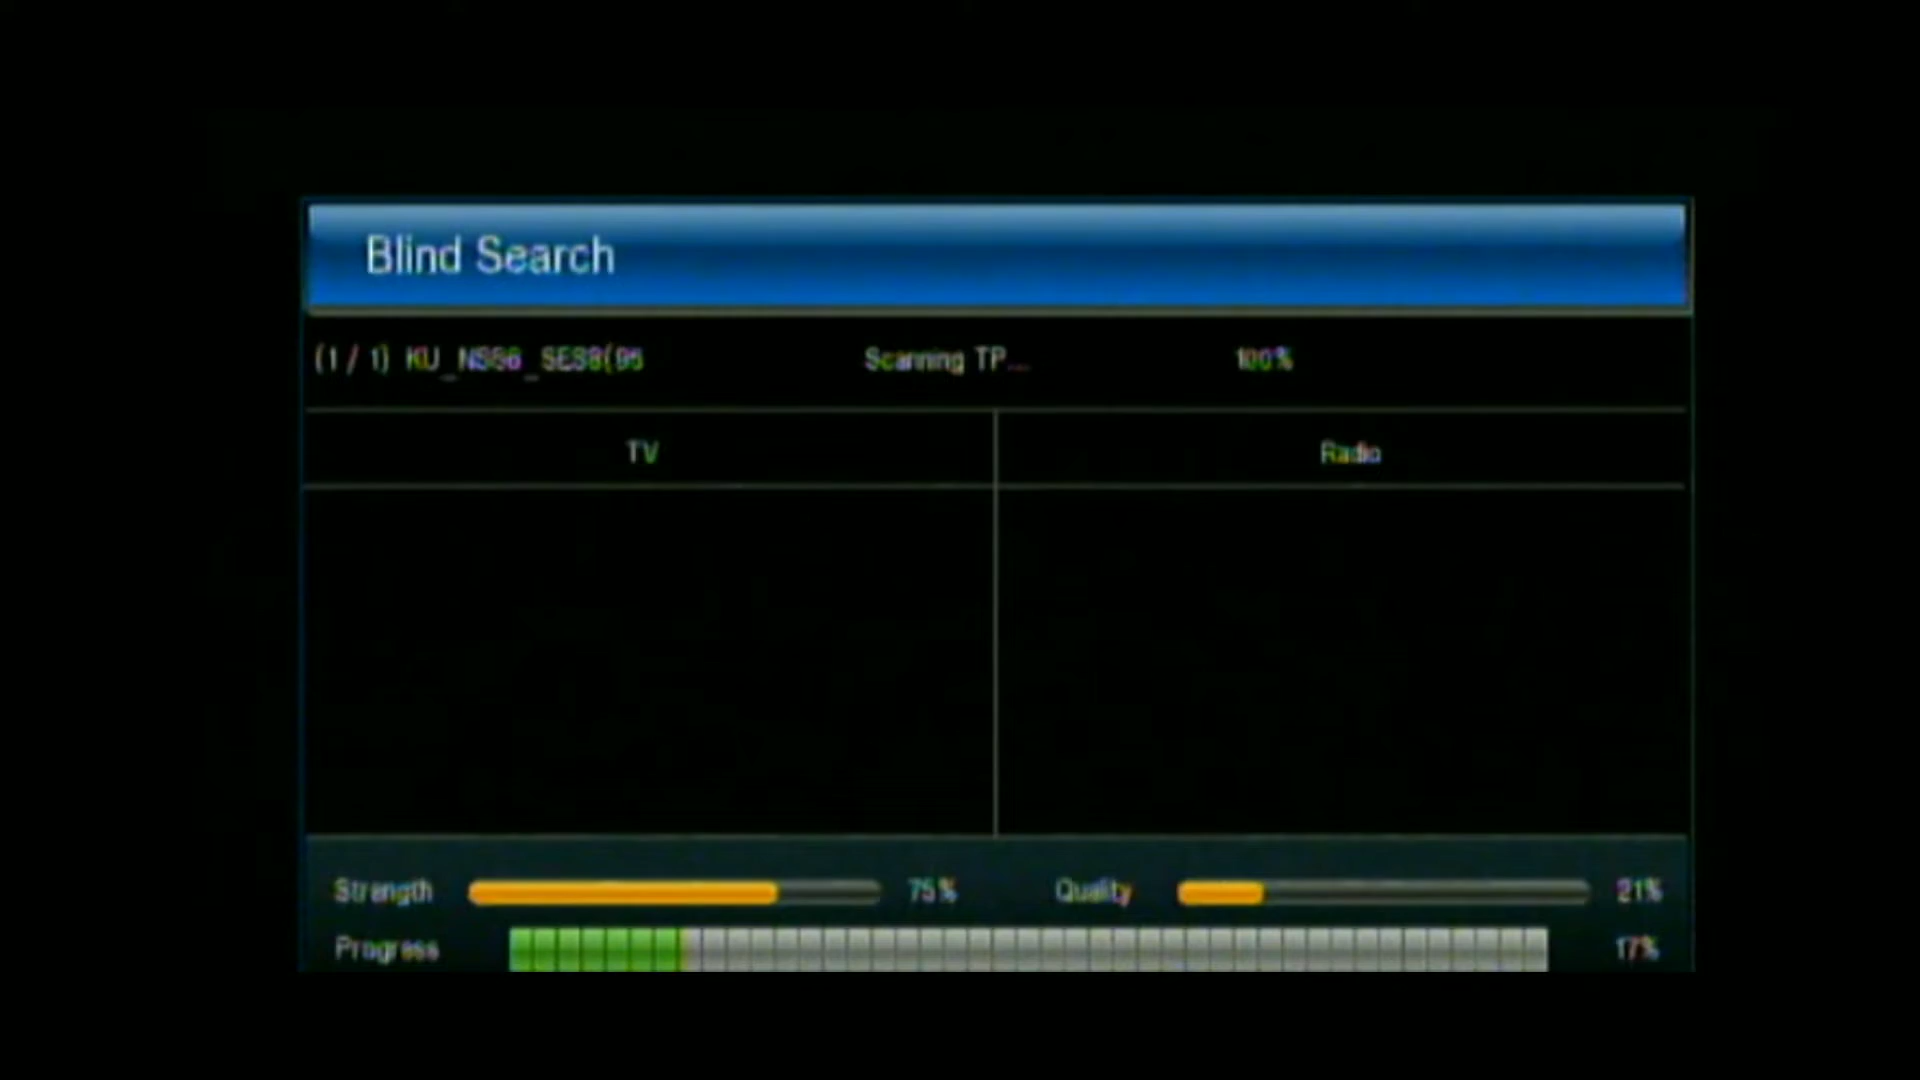 Blind Search
(1 / 1) KU_NSS6_SES8(95 Scanning TP... 100%
TV Radio
Strength 75% Quality 21%
Progress 17%